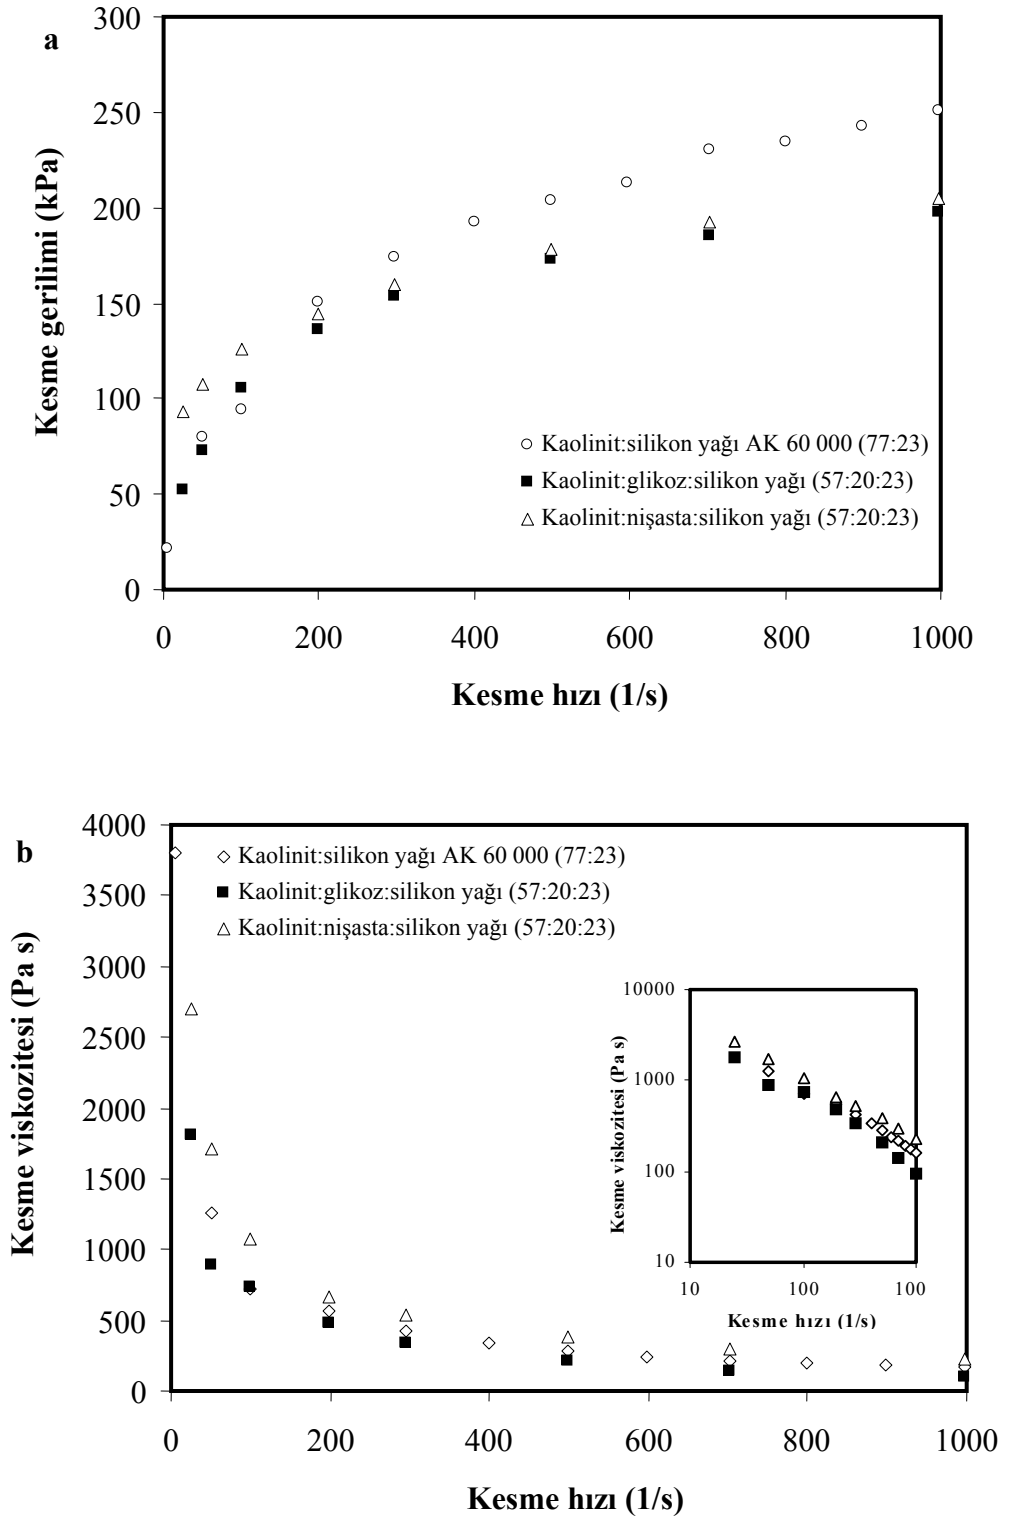 a
300
250
200
150
100
50
0
Kesme gerilimi (kPa)
Kaolinit:silikon yağı AK 60 000 (77:23)
Kaolinit:glikoz:silikon yağı (57:20:23)
Kaolinit:nişasta:silikon yağı (57:20:23)
0 200 400 600 800 1000
Kesme hızı (1/s)
b
4000
3500
3000
2500
2000
1500
1000
500
0
Kesme viskozitesi (Pa s)
Kaolinit:silikon yağı AK 60 000 (77:23)
Kaolinit:glikoz:silikon yağı (57:20:23)
Kaolinit:nişasta:silikon yağı (57:20:23)
10000
1000
100
10
Kesme viskozitesi (Pa s)
10 100 100
Kesme hızı (1/s)
0 200 400 600 800 1000
Kesme hızı (1/s)